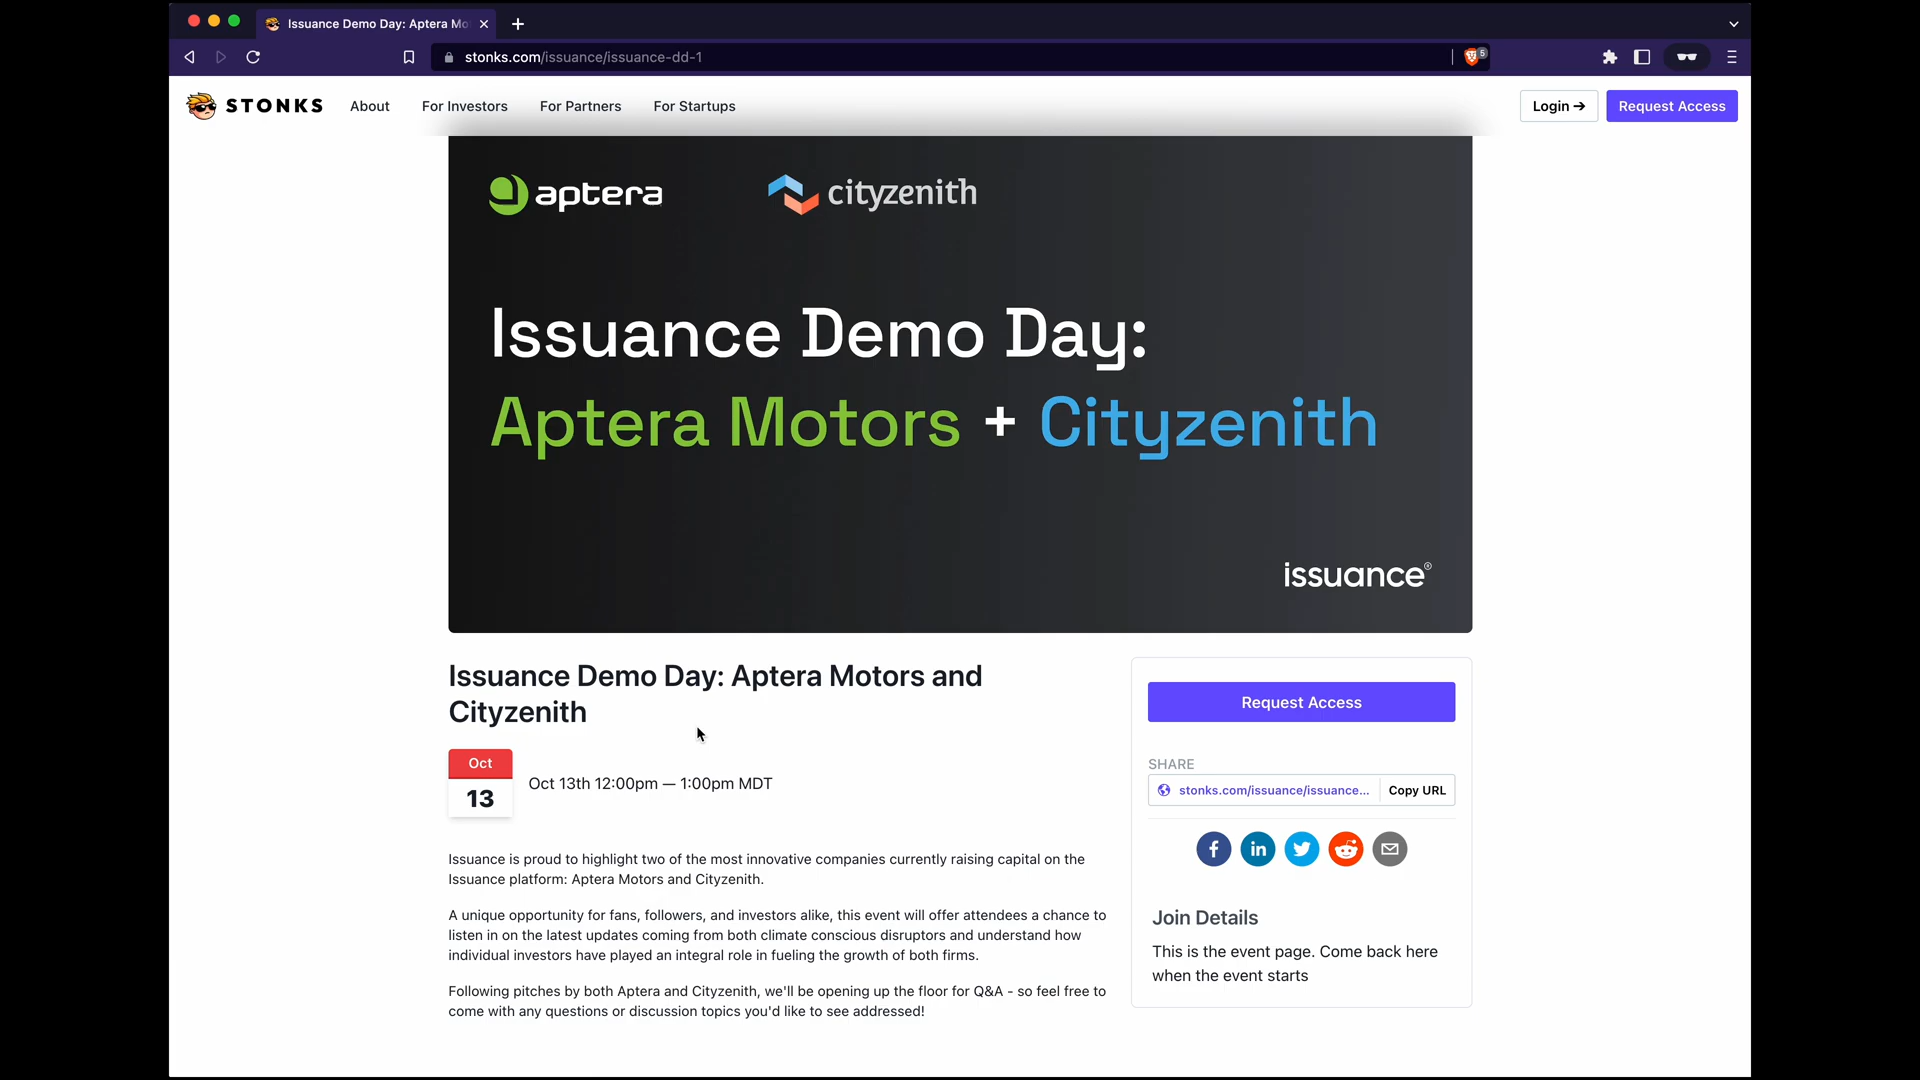 Issuance Demo Day: Aptera Mo
stonks.com/issuance/issuance-dd-1
5
STONKS
About
For Investors
For Partners
For Startups
Login →
Request Access
aptera
cityzenith
Issuance Demo Day:
Aptera Motors + Cityzenith
issuance®
Issuance Demo Day: Aptera Motors and
Cityzenith
Oct
13
Oct 13th 12:00pm — 1:00pm MDT
Issuance is proud to highlight two of the most innovative companies currently raising capital on the
Issuance platform: Aptera Motors and Cityzenith.
A unique opportunity for fans, followers, and investors alike, this event will offer attendees a chance to
listen in on the latest updates coming from both climate conscious disruptors and understand how
individual investors have played an integral role in fueling the growth of both firms.
Following pitches by both Aptera and Cityzenith, we'll be opening up the floor for Q&A - so feel free to
come with any questions or discussion topics you'd like to see addressed!
Request Access
SHARE
stonks.com/issuance/issuance...
Copy URL
Join Details
This is the event page. Come back here
when the event starts